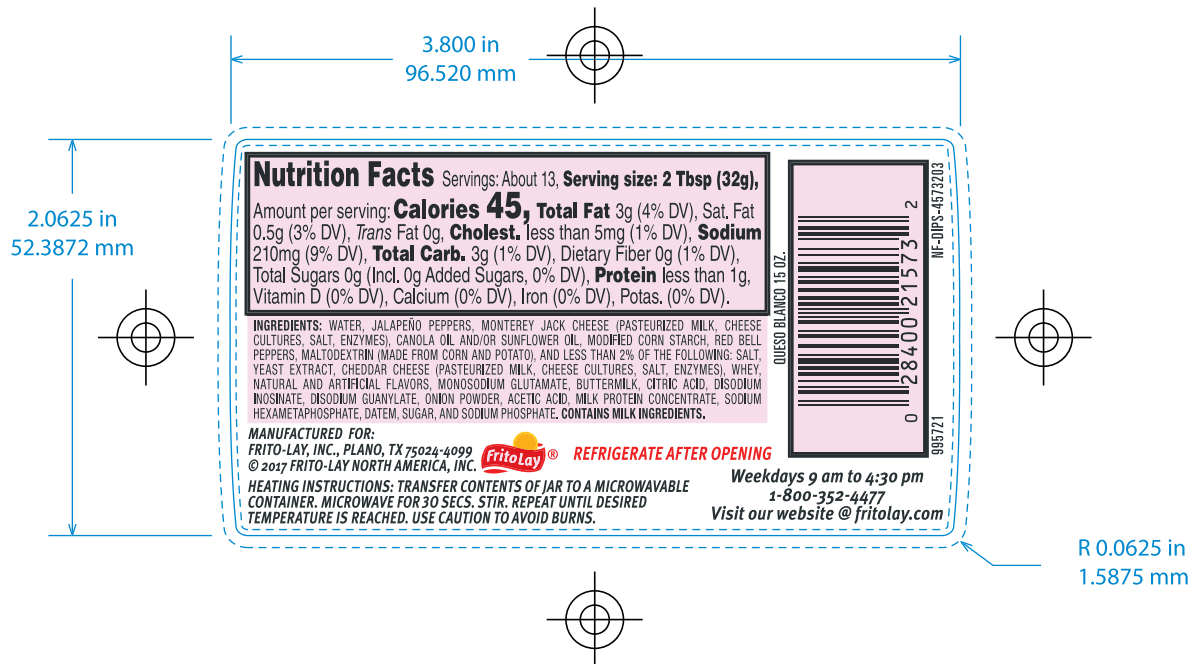 3.800 in
96.520 mm
2.0625 in
52.3872 mm
Nutrition Facts Servings: About 13, Serving size: 2 Tbsp (32g),
Amount per serving: Calories 45, Total Fat 3g (4% DV), Sat. Fat
0.5g (3% DV), Trans Fat 0g, Cholest. less than 5mg (1% DV), Sodium
210mg (9% DV), Total Carb. 3g (1% DV), Dietary Fiber 0g (1% DV),
Total Sugars 0g (Incl. 0g Added Sugars, 0% DV), Protein less than 1g,
Vitamin D (0% DV), Calcium (0% DV), Iron (0% DV), Potas. (0% DV).
INGREDIENTS: WATER, JALAPEÑO PEPPERS, MONTEREY JACK CHEESE (PASTEURIZED MILK, CHEESE
CULTURES, SALT, ENZYMES), CANOLA OIL AND/OR SUNFLOWER OIL, MODIFIED CORN STARCH, RED BELL
PEPPERS, MALTODEXTRIN (MADE FROM CORN AND POTATO), AND LESS THAN 2% OF THE FOLLOWING: SALT,
YEAST EXTRACT, CHEDDAR CHEESE (PASTEURIZED MILK, CHEESE CULTURES, SALT, ENZYMES), WHEY,
NATURAL AND ARTIFICIAL FLAVORS, MONOSODIUM GLUTAMATE, BUTTERMILK, CITRIC ACID, DISODIUM
INOSINATE, DISODIUM GUANYLATE, ONION POWDER, ACETIC ACID, MILK PROTEIN CONCENTRATE, SODIUM
HEXAMETAPHOSPHATE, DATEM, SUGAR, AND SODIUM PHOSPHATE. CONTAINS MILK INGREDIENTS.
MANUFACTURED FOR:
FRITO-LAY, INC., PLANO, TX 75024-4099
© 2017 FRITO-LAY NORTH AMERICA, INC.
Frito Lay ®
REFRIGERATE AFTER OPENING
HEATING INSTRUCTIONS: TRANSFER CONTENTS OF JAR TO A MICROWAVABLE
CONTAINER. MICROWAVE FOR 30 SECS. STIR. REPEAT UNTIL DESIRED
TEMPERATURE IS REACHED. USE CAUTION TO AVOID BURNS.
QUESO BLANCO 15 OZ.
0 28400 21573 2
995721
NF-DIPS-4573203
Weekdays 9 am to 4:30 pm
1-800-352-4477
Visit our website @ fritolay.com
R 0.0625 in
1.5875 mm